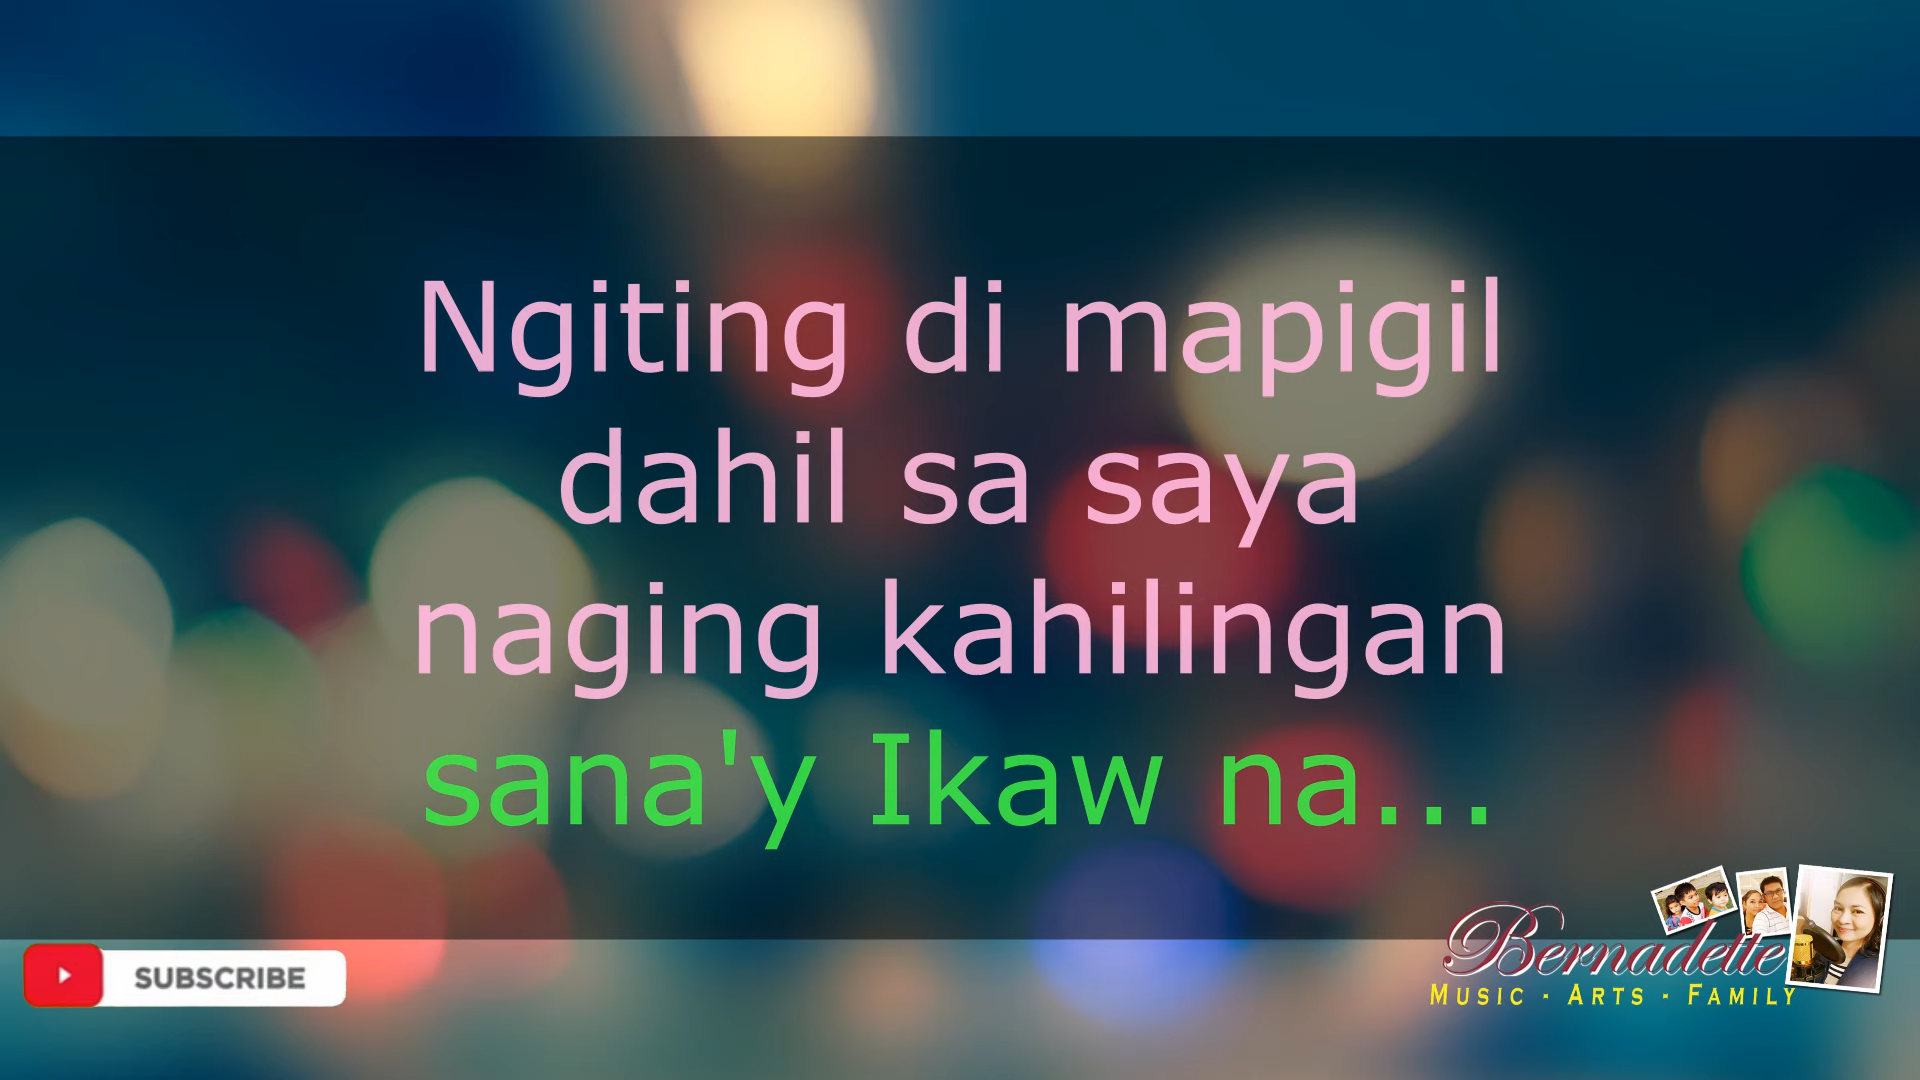 Ngiting di mapigil
dahil sa saya
naging kahilingan
sana'y Ikaw na...
SUBSCRIBE
Bernadette
MUSIC · ARTS · FAMILY